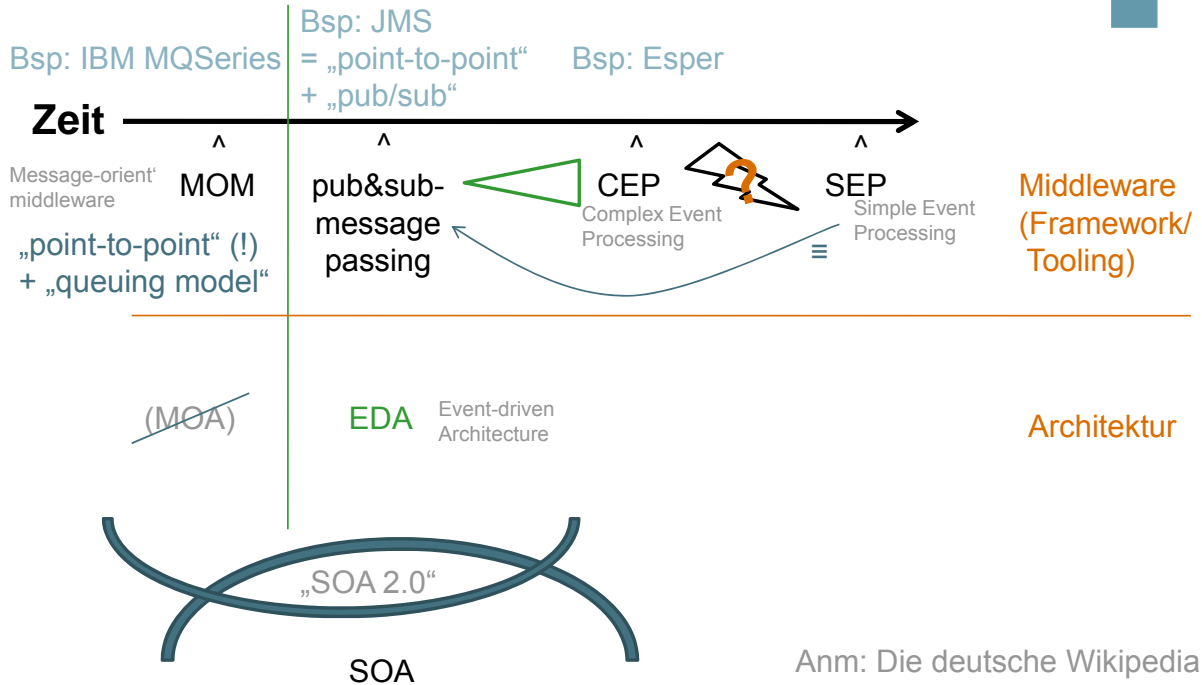 Bsp: IBM MQSeries
Bsp: JMS
= „point-to-point“
+ „pub/sub“
Bsp: Esper
Zeit
^
^
^
^
Message-orient‘
middleware
MOM
pub&sub-
message
passing
CEP
Complex Event
Processing
?
SEP
Simple Event
Processing
≡
Middleware
(Framework/
Tooling)
„point-to-point“ (!)
+ „queuing model“
(MOA)
EDA
Event-driven
Architecture
Architektur
„SOA 2.0“
SOA
Anm: Die deutsche Wikipedia